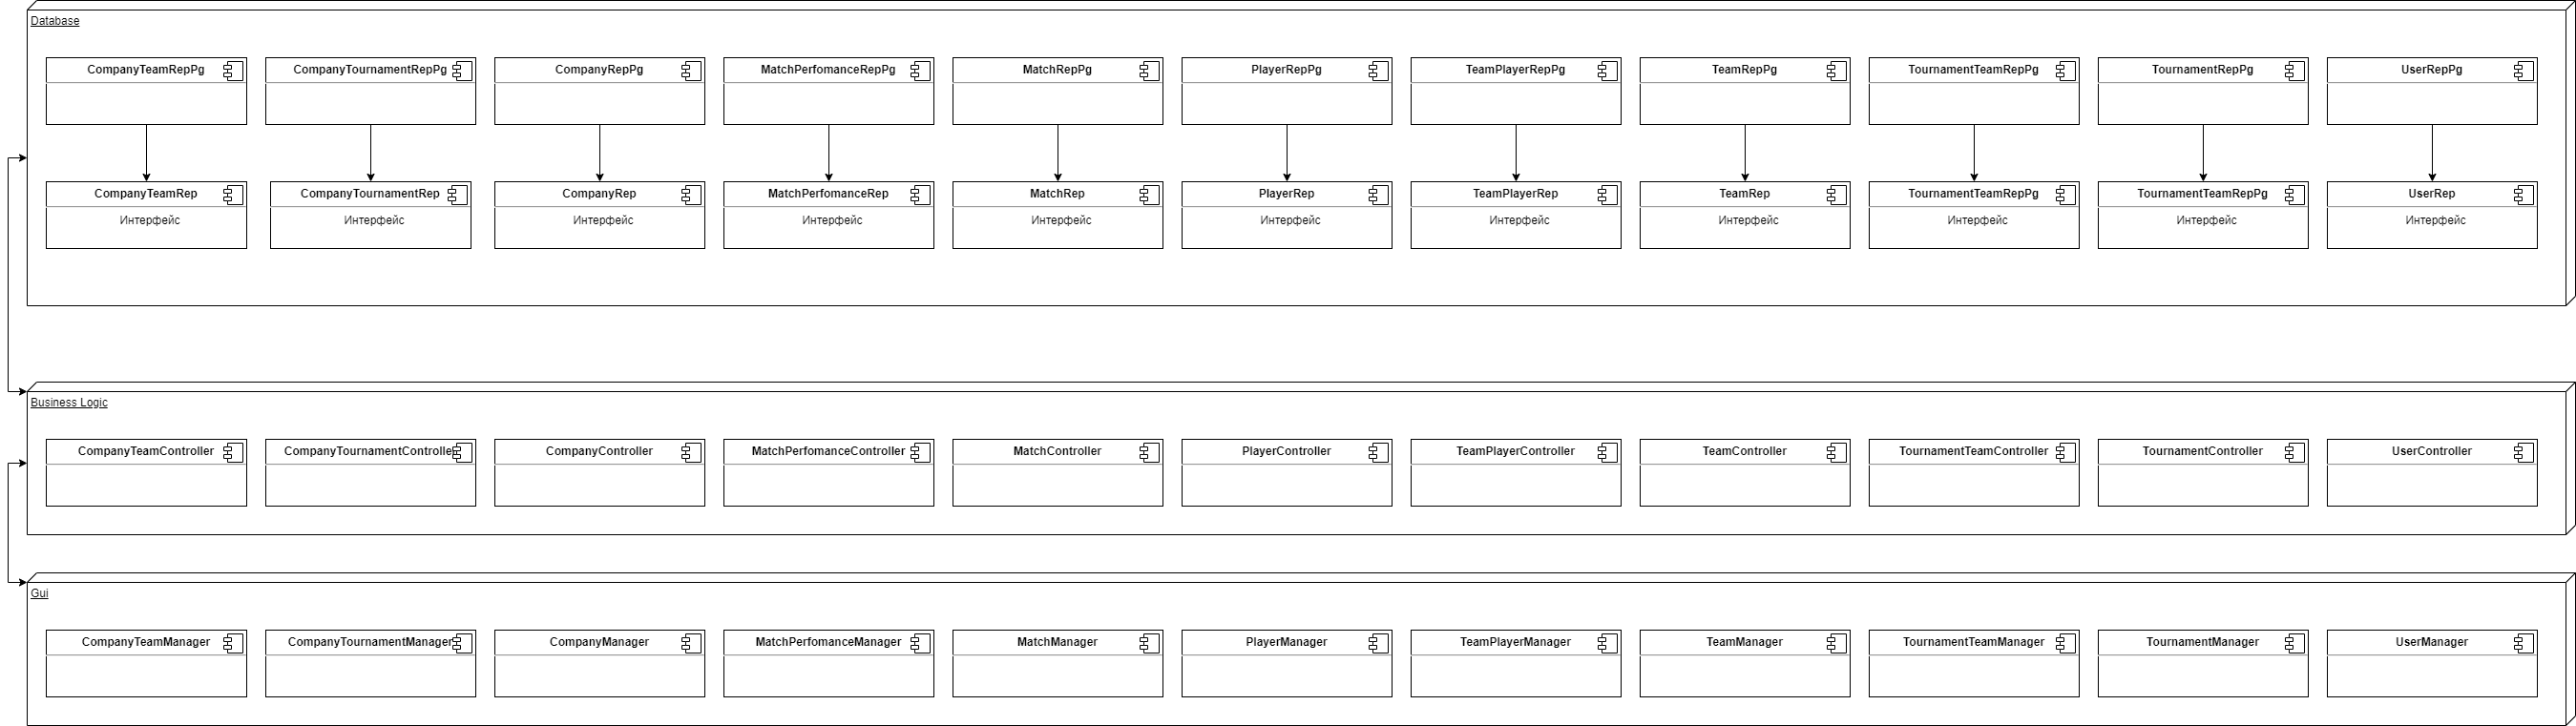 Database
CompanyTeamRepPg
CompanyTournamentRepPg
CompanyRepPg
MatchPerfomanceRepPg
MatchRepPg
PlayerRepPg
TeamPlayerRepPg
TeamRepPg
TournamentTeamRepPg
TournamentRepPg
UserRepPg
CompanyTeamRep
Интерфейс
CompanyTournamentRep
Интерфейс
CompanyRep
Интерфейс
MatchPerfomanceRep
Интерфейс
MatchRep
Интерфейс
PlayerRep
Интерфейс
TeamPlayerRep
Интерфейс
TeamRep
Интерфейс
TournamentTeamRepPg
Интерфейс
TournamentTeamRepPg
Интерфейс
UserRep
Интерфейс
Business Logic
CompanyTeamController
CompanyTournamentController
CompanyController
MatchPerfomanceController
MatchController
PlayerController
TeamPlayerController
TeamController
TournamentTeamController
TournamentController
UserController
Gui
CompanyTeamManager
CompanyTournamentManager
CompanyManager
MatchPerfomanceManager
MatchManager
PlayerManager
TeamPlayerManager
TeamManager
TournamentTeamManager
TournamentManager
UserManager